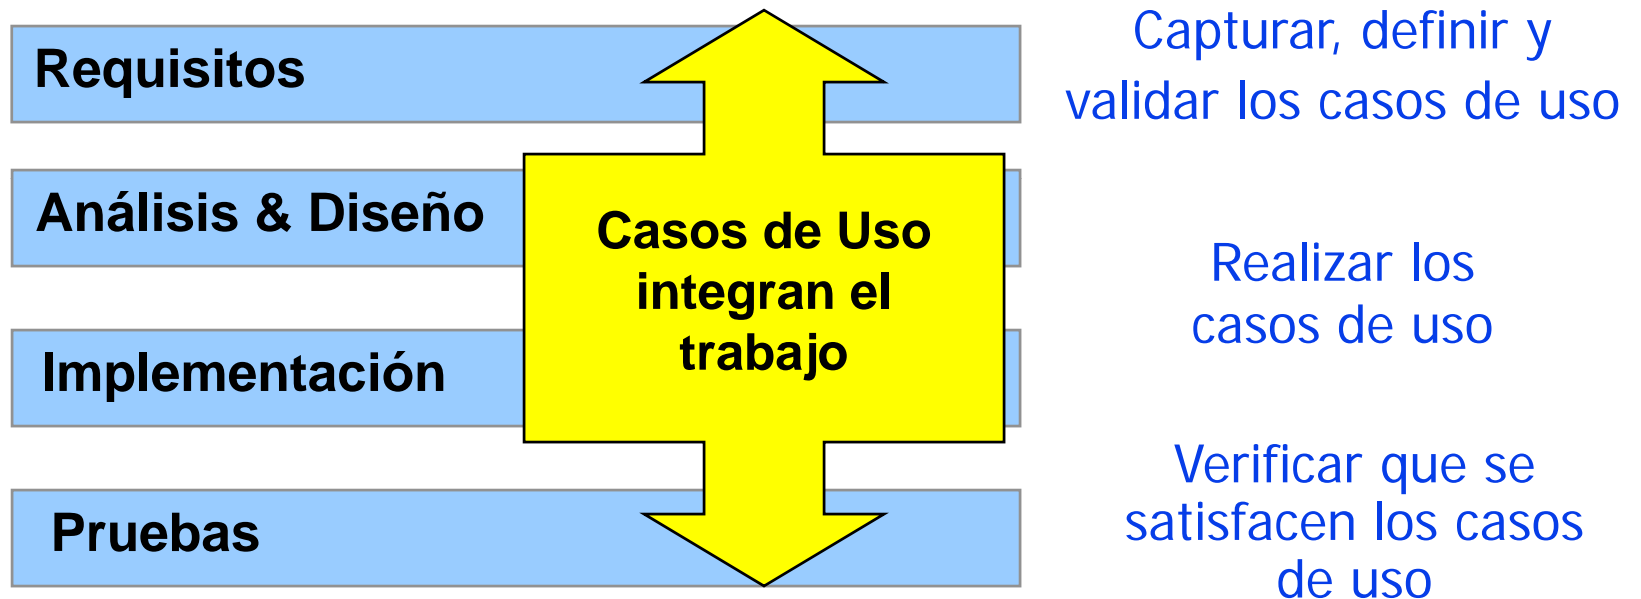 Requisitos
Análisis & Diseño
Implementación
Pruebas
Casos de Uso
integran el
trabajo
Capturar, definir y
validar los casos de uso
Realizar los
casos de uso
Verificar que se
satisfacen los casos
de uso